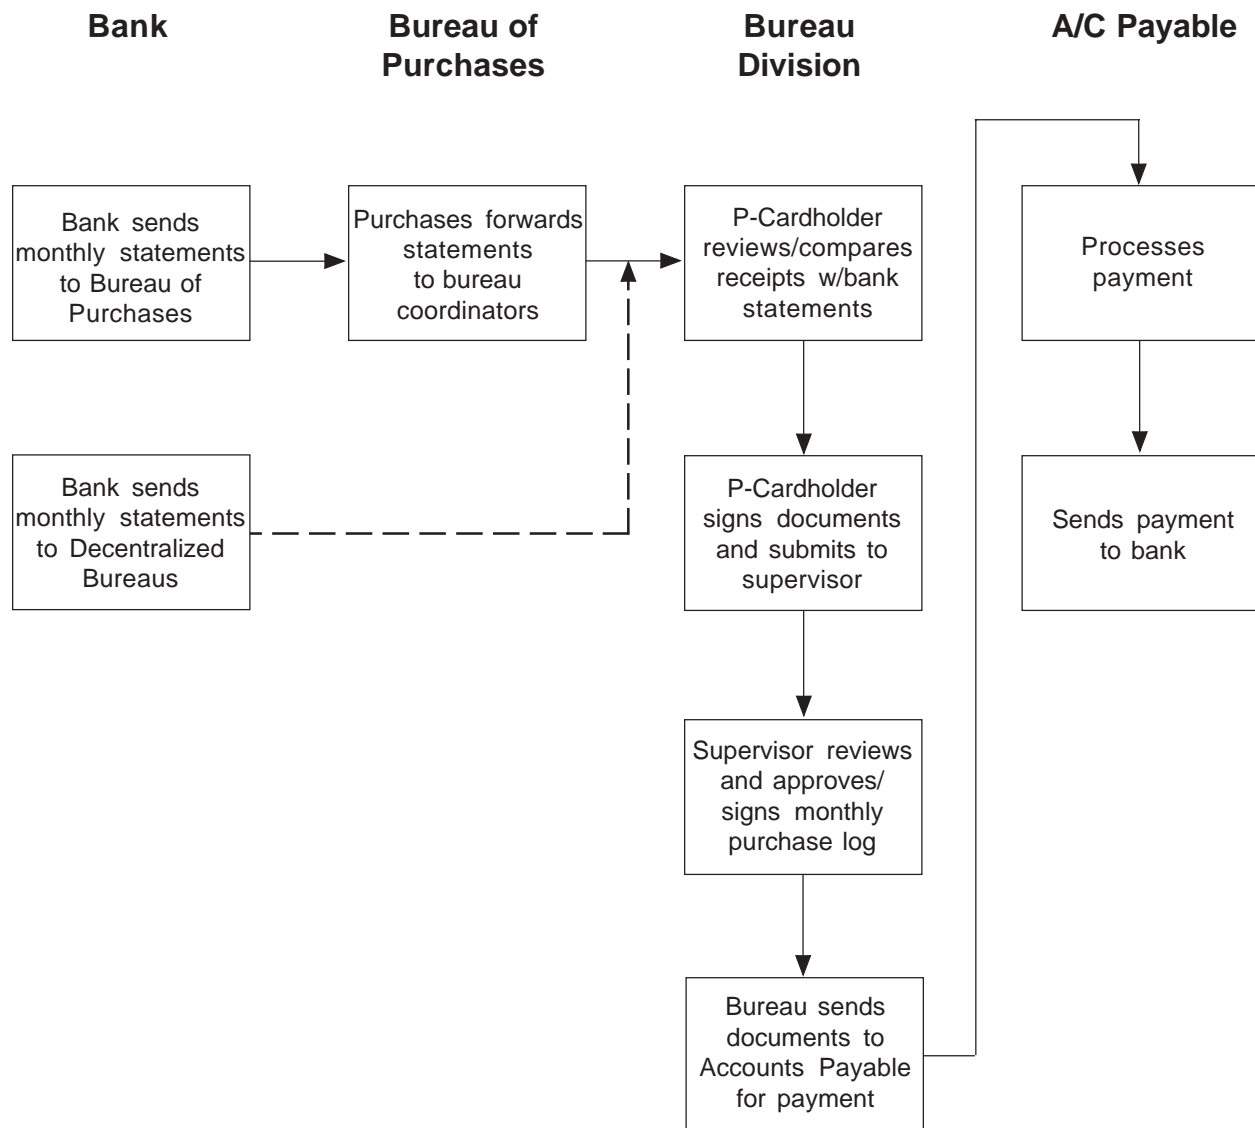 Bank
Bureau of
Purchases
Bureau
Division
A/C Payable
Bank sends
monthly statements
to Bureau of
Purchases
Purchases forwards
statements
to bureau
coordinators
P-Cardholder
reviews/compares
receipts w/bank
statements
Processes
payment
Bank sends
monthly statements
to Decentralized
Bureaus
P-Cardholder
signs documents
and submits to
supervisor
Sends payment
to bank
Supervisor reviews
and approves/
signs monthly
purchase log
Bureau sends
documents to
Accounts Payable
for payment